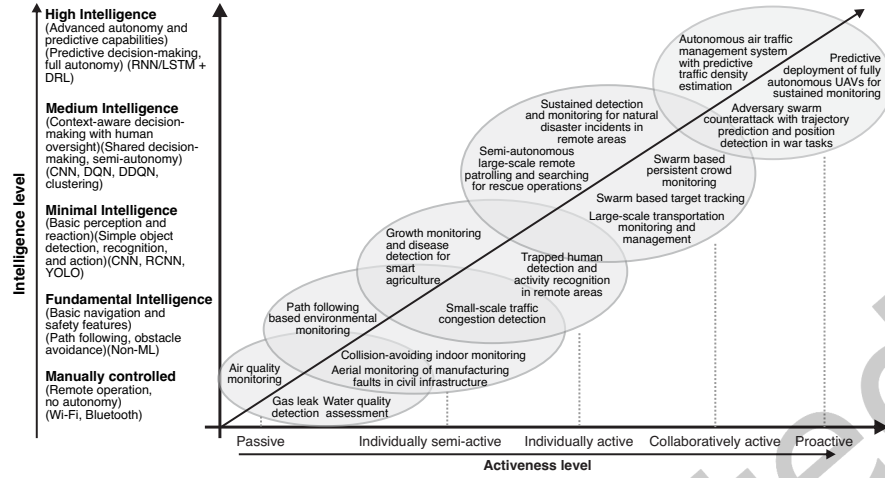 High Intelligence
(Advanced autonomy and
predictive capabilities)
(Predictive decision-making,
full autonomy) (RNN/LSTM +
DRL)
Medium Intelligence
(Context-aware decision-
making with human
oversight)(Shared decision-
making, semi-autonomy)
(CNN, DQN, DDQN,
clustering)
Minimal Intelligence
(Basic perception and
reaction)(Simple object
detection, recognition,
and action)(CNN, RCNN,
YOLO)
Fundamental Intelligence
(Basic navigation and
safety features)
(Path following, obstacle
avoidance)(Non-ML)
Manually controlled
(Remote operation,
no autonomy)
(Wi-Fi, Bluetooth)
Intelligence level
Autonomous air traffic
management system
with predictive
traffic density
estimation
Predictive
deployment of fully
autonomous UAVs for
sustained monitoring
Adversary swarm
counterattack with trajectory
prediction and position
detection in war tasks
Sustained detection
and monitoring for natural
disaster incidents in
remote areas
Semi-autonomous
large-scale remote
patrolling and searching
for rescue operations
Swarm based
persistent crowd
monitoring
Swarm based target tracking
Large-scale transportation
monitoring and
management
Growth monitoring
and disease
detection for
smart
agriculture
Trapped human
detection and
activity recognition
in remote areas
Small-scale traffic
congestion detection
Path following
based environmental
monitoring
Collision-avoiding indoor monitoring
Aerial monitoring of manufacturing
faults in civil infrastructure
Air quality
monitoring
Gas leak
detection
Water quality
assessment
Passive
Individually semi-active
Individually active
Collaboratively active
Proactive
Activeness level